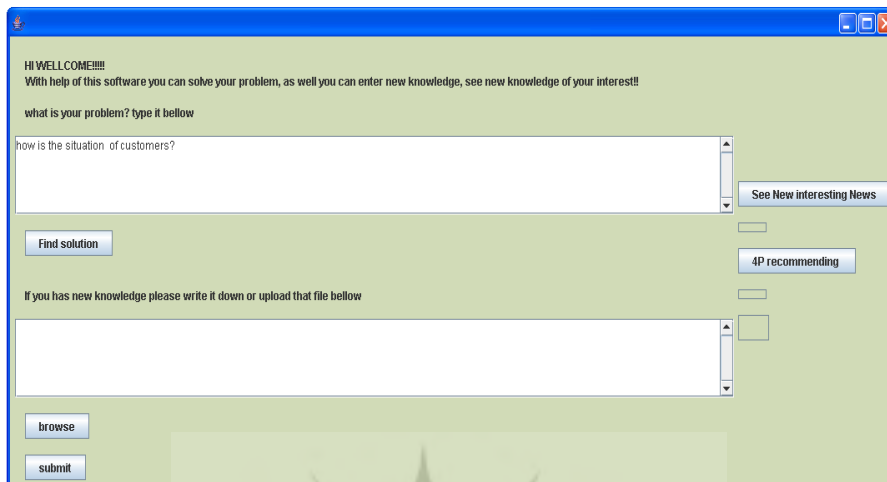 HI WELLCOME!!!!!
With help of this software you can solve your problem, as well you can enter new knowledge, see new knowledge of your interest!!
what is your problem? type it bellow
how is the situation of customers?
See New interesting News
Find solution
4P recommending
If you has new knowledge please write it down or upload that file bellow
browse
submit